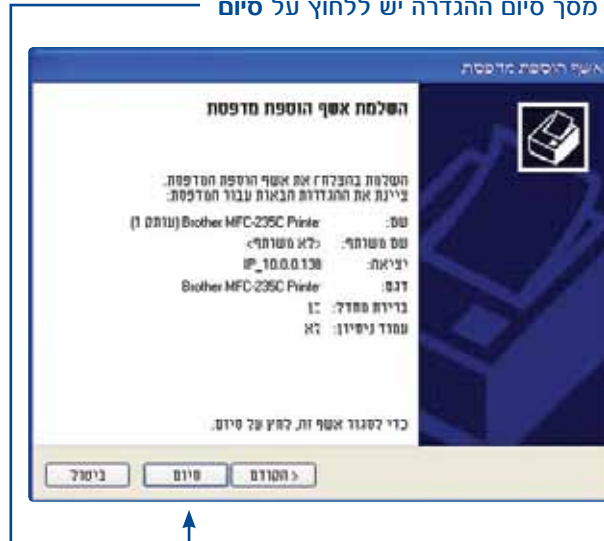 מסך סיום ההגדרה יש ללחוץ על סיום
אשף הוספת מדפסת
השלמת אשף הוספת מדפסת
השלמת בהצלחה את אשף הוספת המדפסת.
ציינת את ההגדרות הבאות עבור המדפסת:
שם: Brother MFC-235C Printer (עותק 1)
שם משותף: <לא משותף>
יציאה: IP_10.0.0.138
דגם: Brother MFC-235C Printer
ברירת מחדל: כן
עמוד ניסיון: לא
כדי לסגור אשף זה, לחץ על סיום.
< הקודם סיום ביטול